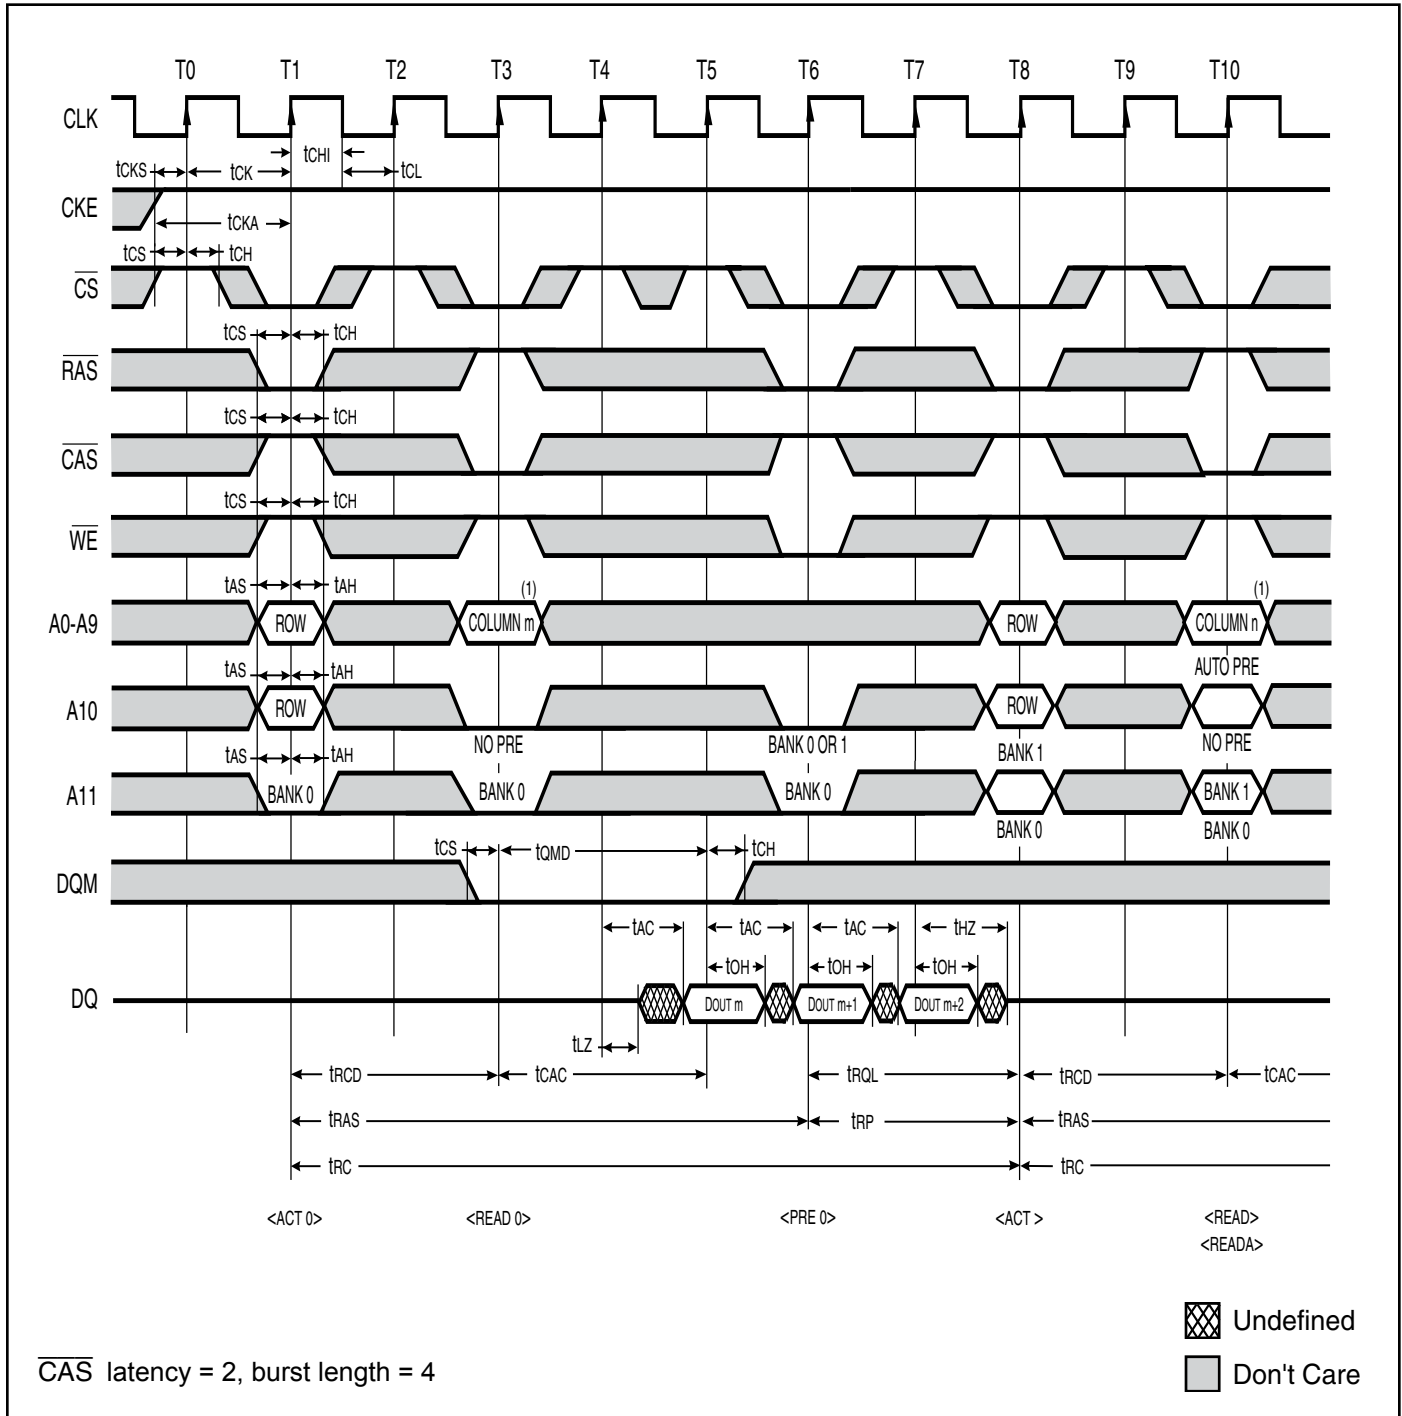 T0 T1 T2 T3 T4 T5 T6 T7 T8 T9 T10
CLK
tCHI
tCKS tCK tCL
CKE
tCKA
tCS tCH
CS
tCS tCH
RAS
tCS tCH
CAS
tCS tCH
WE
tAS tAH (1) (1)
A0-A9 ROW COLUMN m ROW COLUMN n
tAS tAH AUTO PRE
A10 ROW ROW
NO PRE BANK 0 OR 1 BANK 1 NO PRE
tAS tAH
A11 BANK 0 BANK 0 BANK 0 BANK 1
BANK 0 BANK 0
tCS tQMD tCH
DQM
tAC tAC tAC tHZ
tOH tOH tOH
DQ DOUT m DOUT m+1 DOUT m+2
tLZ
tRCD tCAC tRQL tRCD tCAC
tRAS tRP tRAS
tRC tRC
<ACT 0> <READ 0> <PRE 0> <ACT > <READ>
<READA>
Undefined
CAS latency = 2, burst length = 4
Don't Care